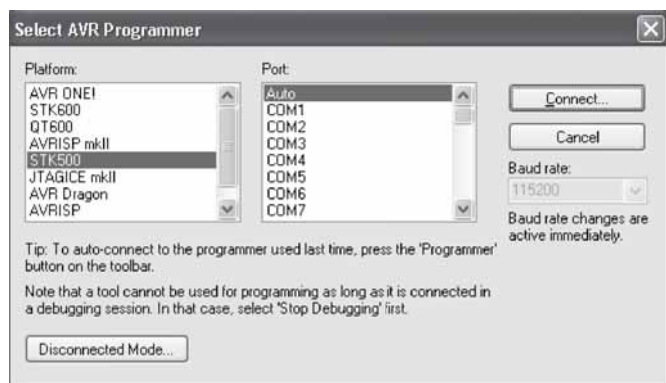 Select AVR Programmer
Platform:
AVR ONE!
STK600
QT600
AVRISP mkII
STK500
JTAGICE mkII
AVR Dragon
AVRISP
Port:
Auto
COM1
COM2
COM3
COM4
COM5
COM6
COM7
Connect...
Cancel
Baud rate:
115200
Baud rate changes are
active immediately.
Tip: To auto-connect to the programmer used last time, press the 'Programmer'
button on the toolbar.
Note that a tool cannot be used for programming as long as it is connected in
a debugging session. In that case, select 'Stop Debugging' first.
Disconnected Mode...